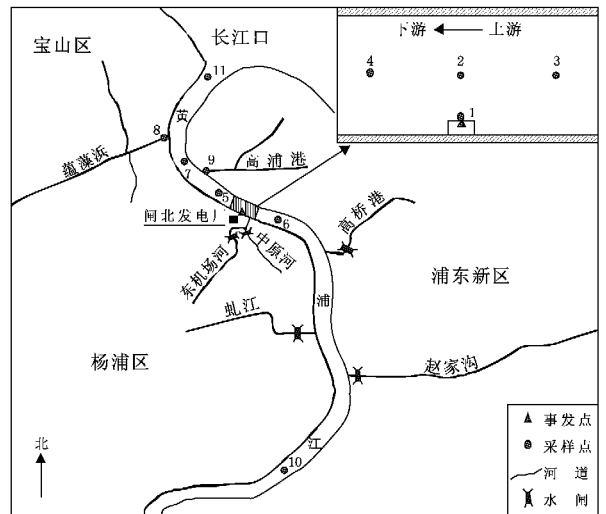 宝山区
长江口
下游
上游
4
2
3
1
11
黄
8
蕴藻浜
7
9
高浦港
5
6
闸北发电厂
高桥港
中原河
东机场河
浦
浦东新区
虬江
杨浦区
赵家沟
江
10
北
事发点
采样点
河道
水闸